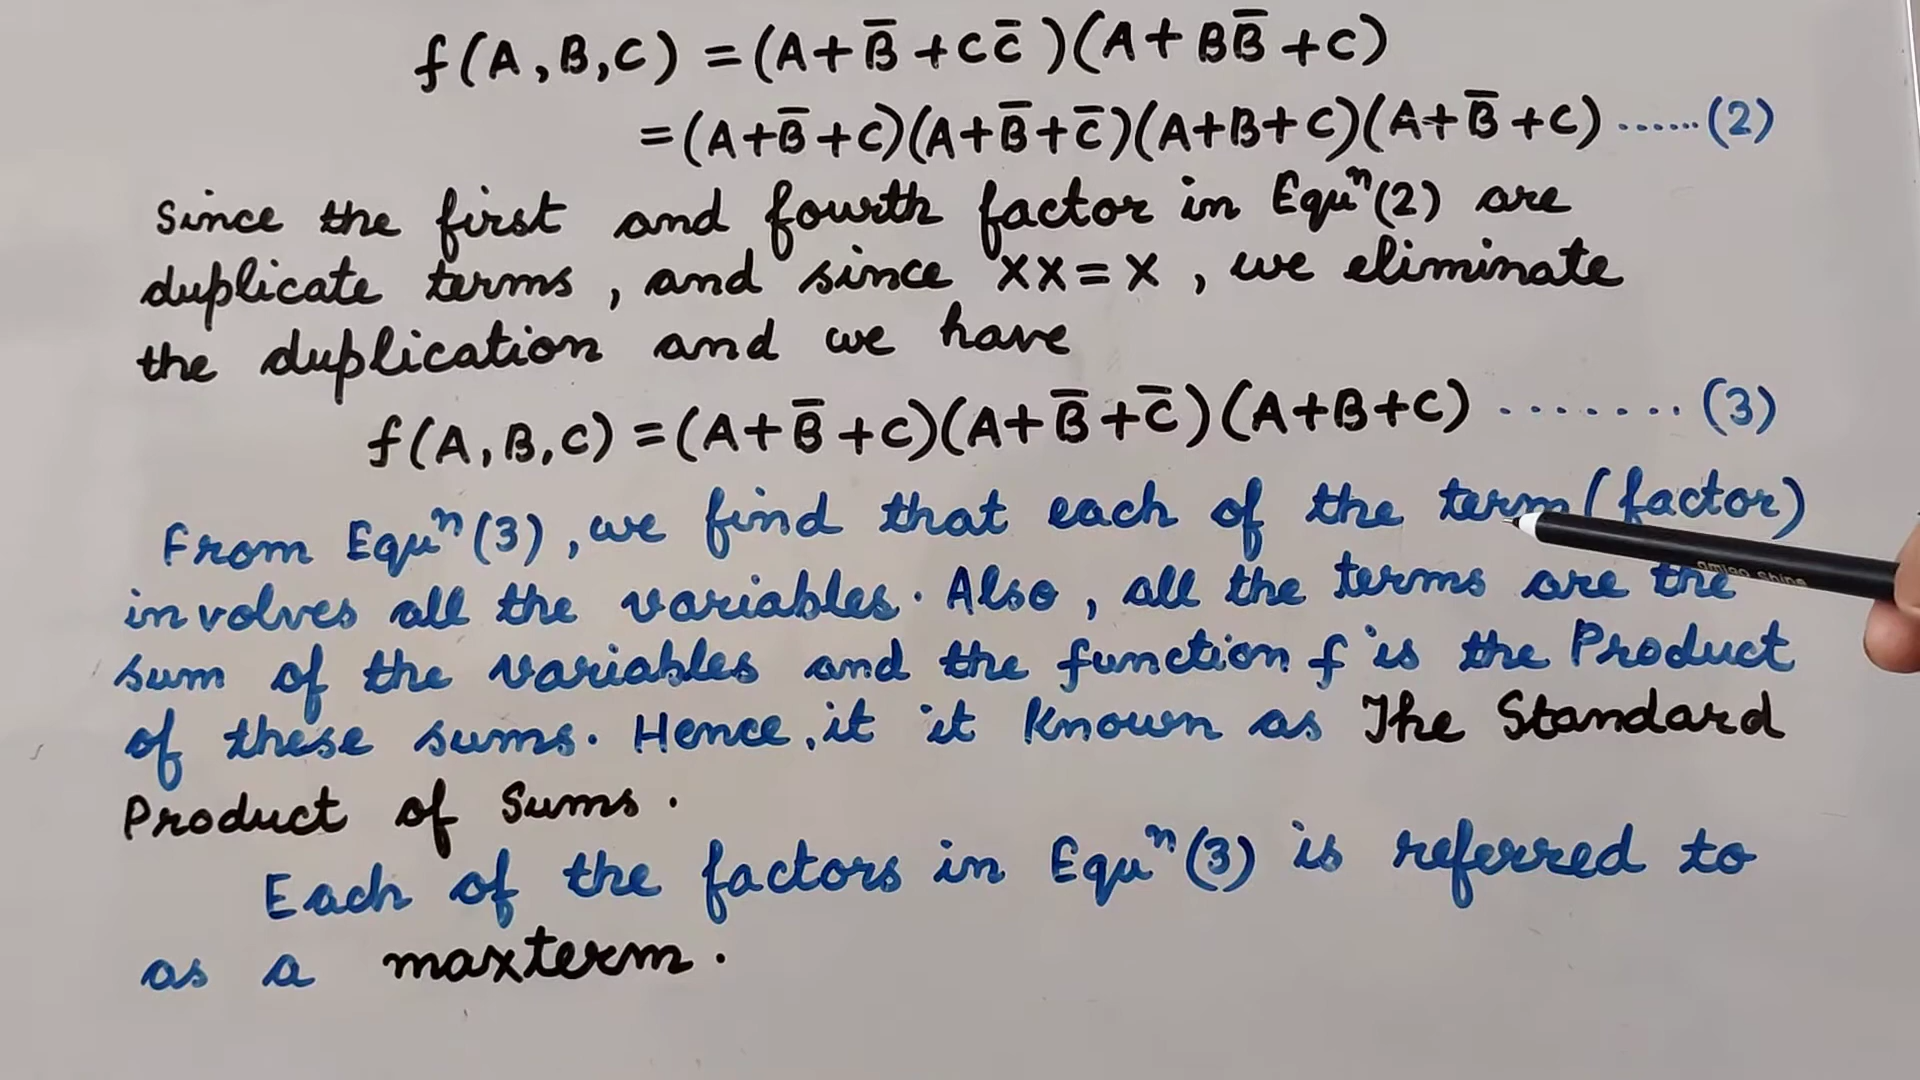 f(A,B,C) = (A+B̅+CC̅)(A+BB̅+C)
=(A+B̅+C)(A+B̅+C̅)(A+B+C)(A+B̅+C) ......(2)
Since the first and fourth factor in Equⁿ(2) are
duplicate terms, and since XX=X, we eliminate
the duplication and we have
f(A,B,C)=(A+B̅+C)(A+B̅+C̅)(A+B+C) ........(3)
From Equⁿ(3), we find that each of the term (factor)
involves all the variables. Also, all the terms are the
sum of the variables and the function f is the Product
of these sums. Hence, it it known as The Standard
Product of Sums.
Each of the factors in Equⁿ(3) is referred to
as a maxterm.